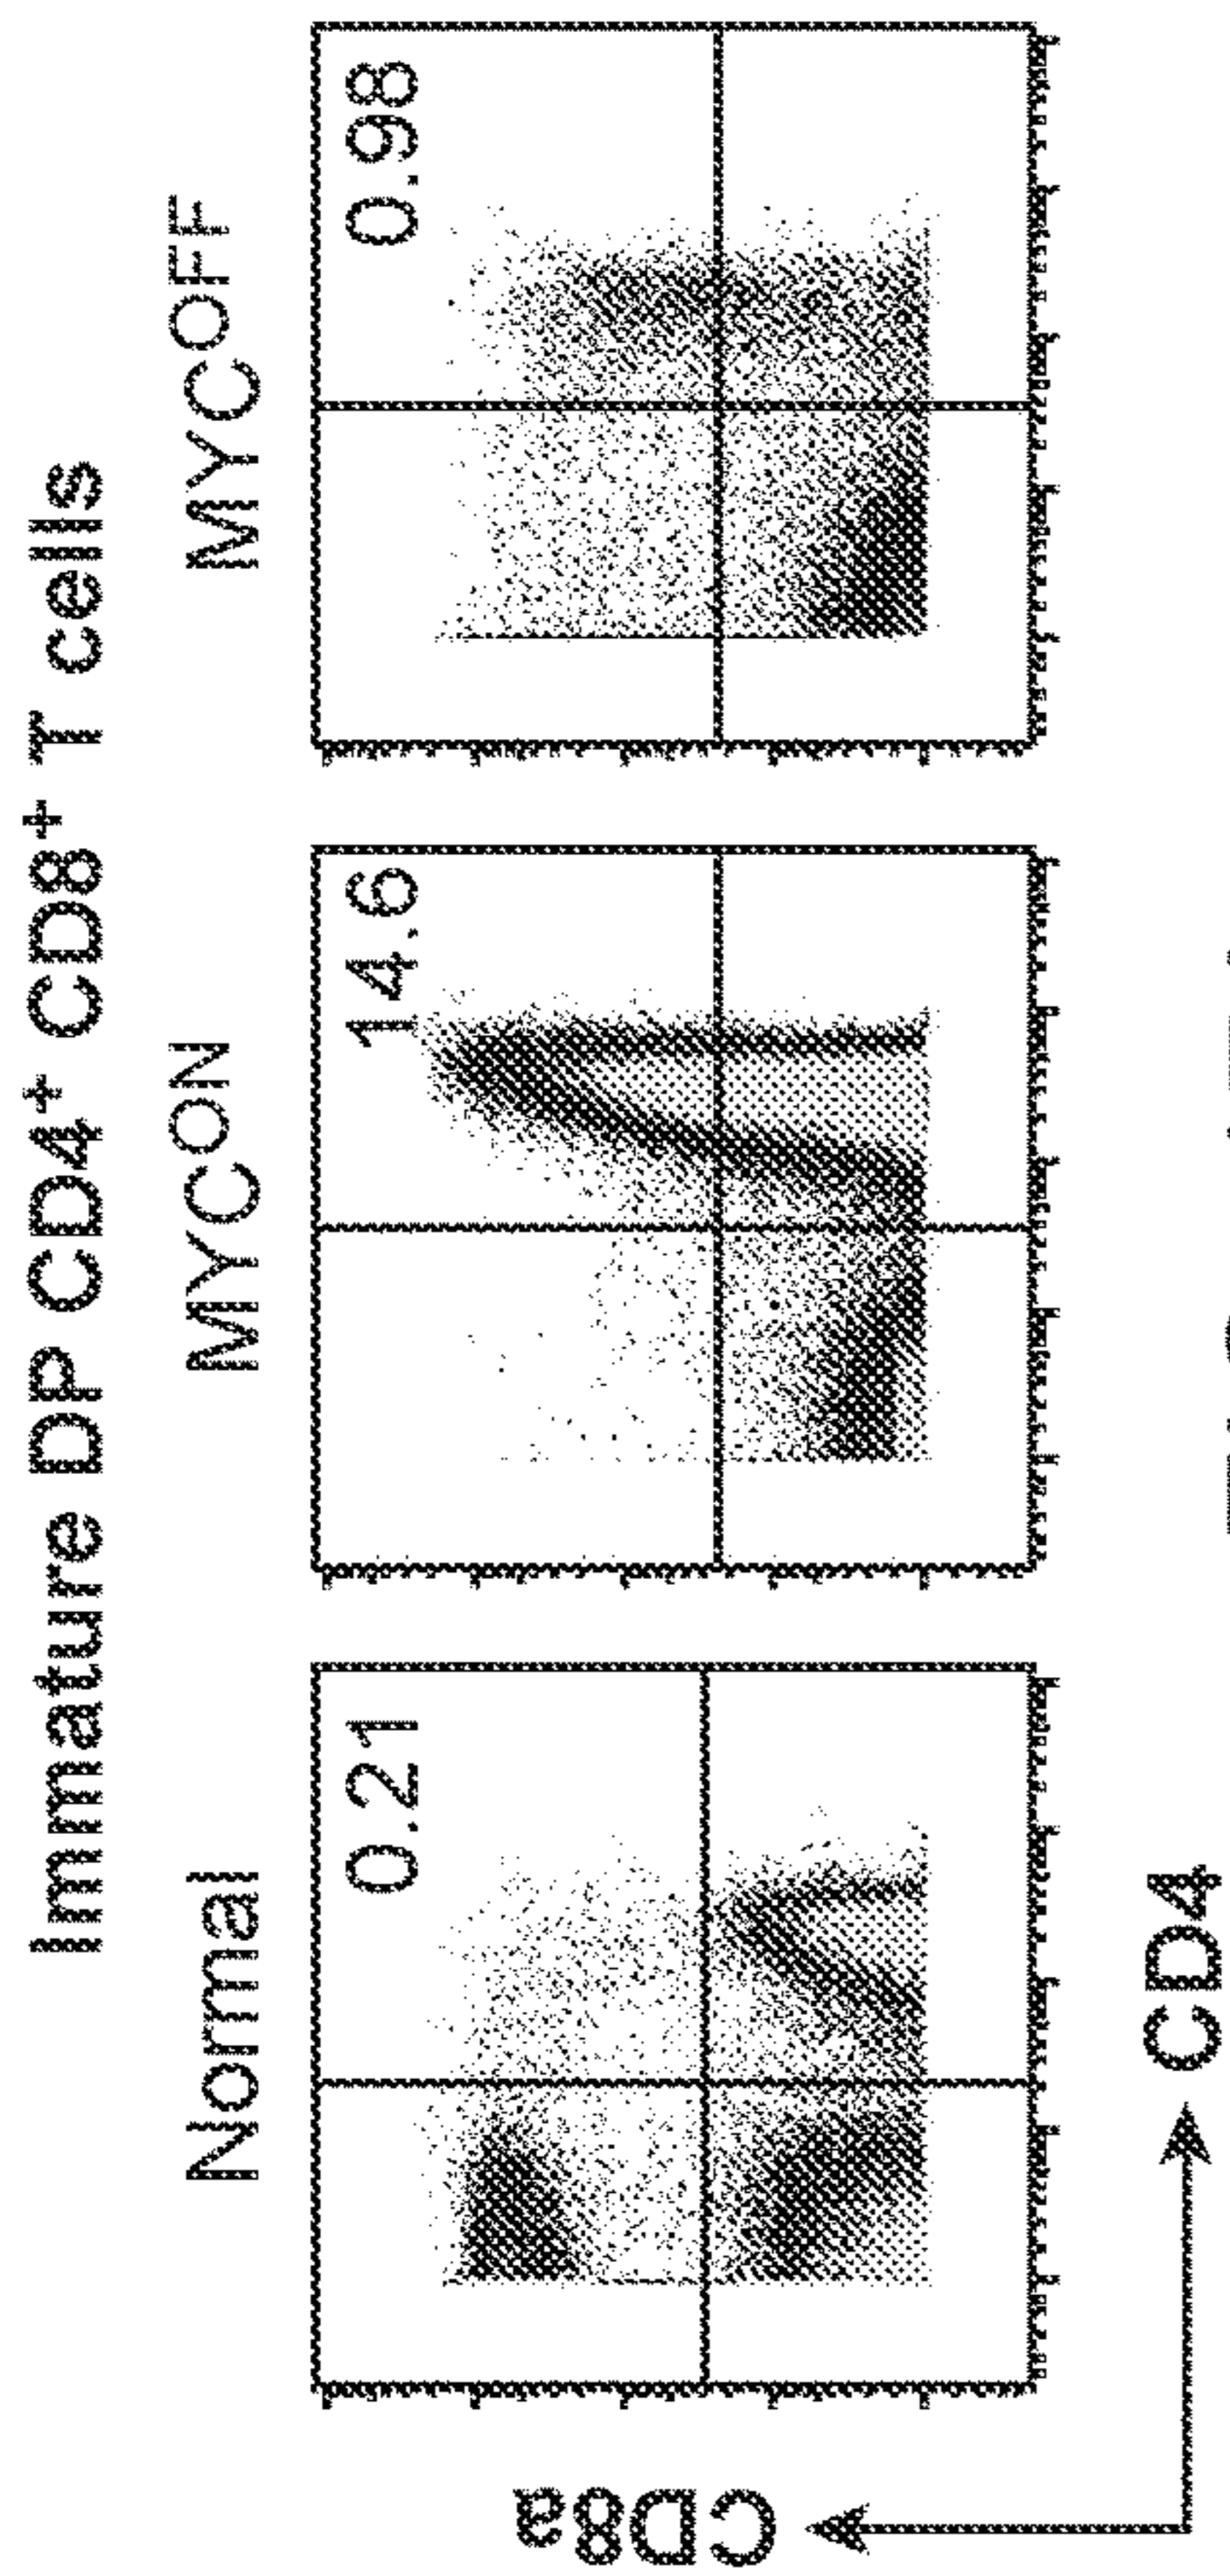 Immature DP CD4⁺ CD8⁺ T cells
Normal MYCᴼᴺ MYCᴼᶠᶠ
0.21 14.6 0.98
CD8a
CD4